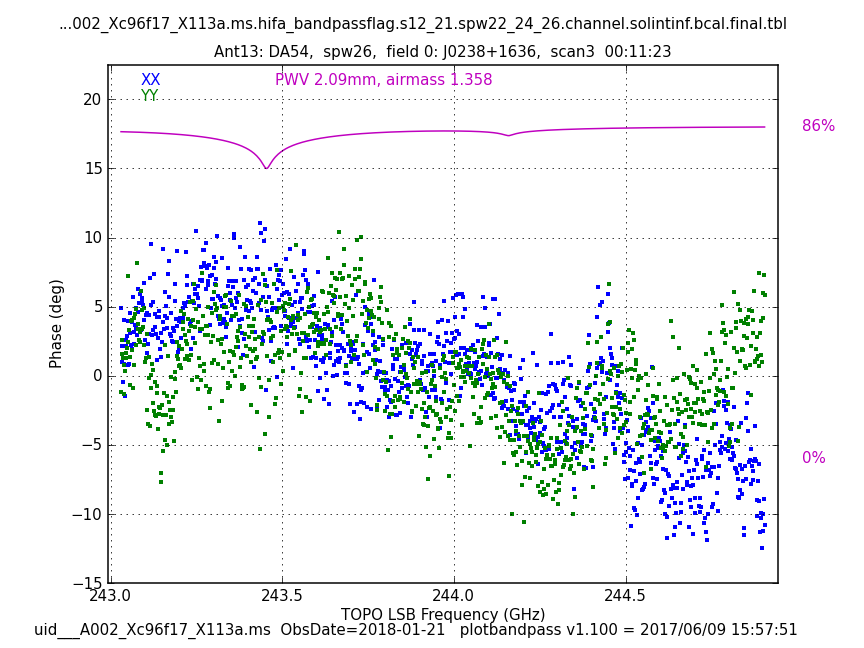 ...002_Xc96f17_X113a.ms.hifa_bandpassflag.s12_21.spw22_24_26.channel.solintinf.bcal.final.tbl
Ant13: DA54, spw26, field 0: J0238+1636, scan3 00:11:23
XX
PWV 2.09mm, airmass 1.358
YY
20
86%
15
10
5
0
−5
0%
−10
−15
Phase (deg)
243.0 243.5 244.0 244.5
TOPO LSB Frequency (GHz)
uid___A002_Xc96f17_X113a.ms ObsDate=2018-01-21 plotbandpass v1.100 = 2017/06/09 15:57:51